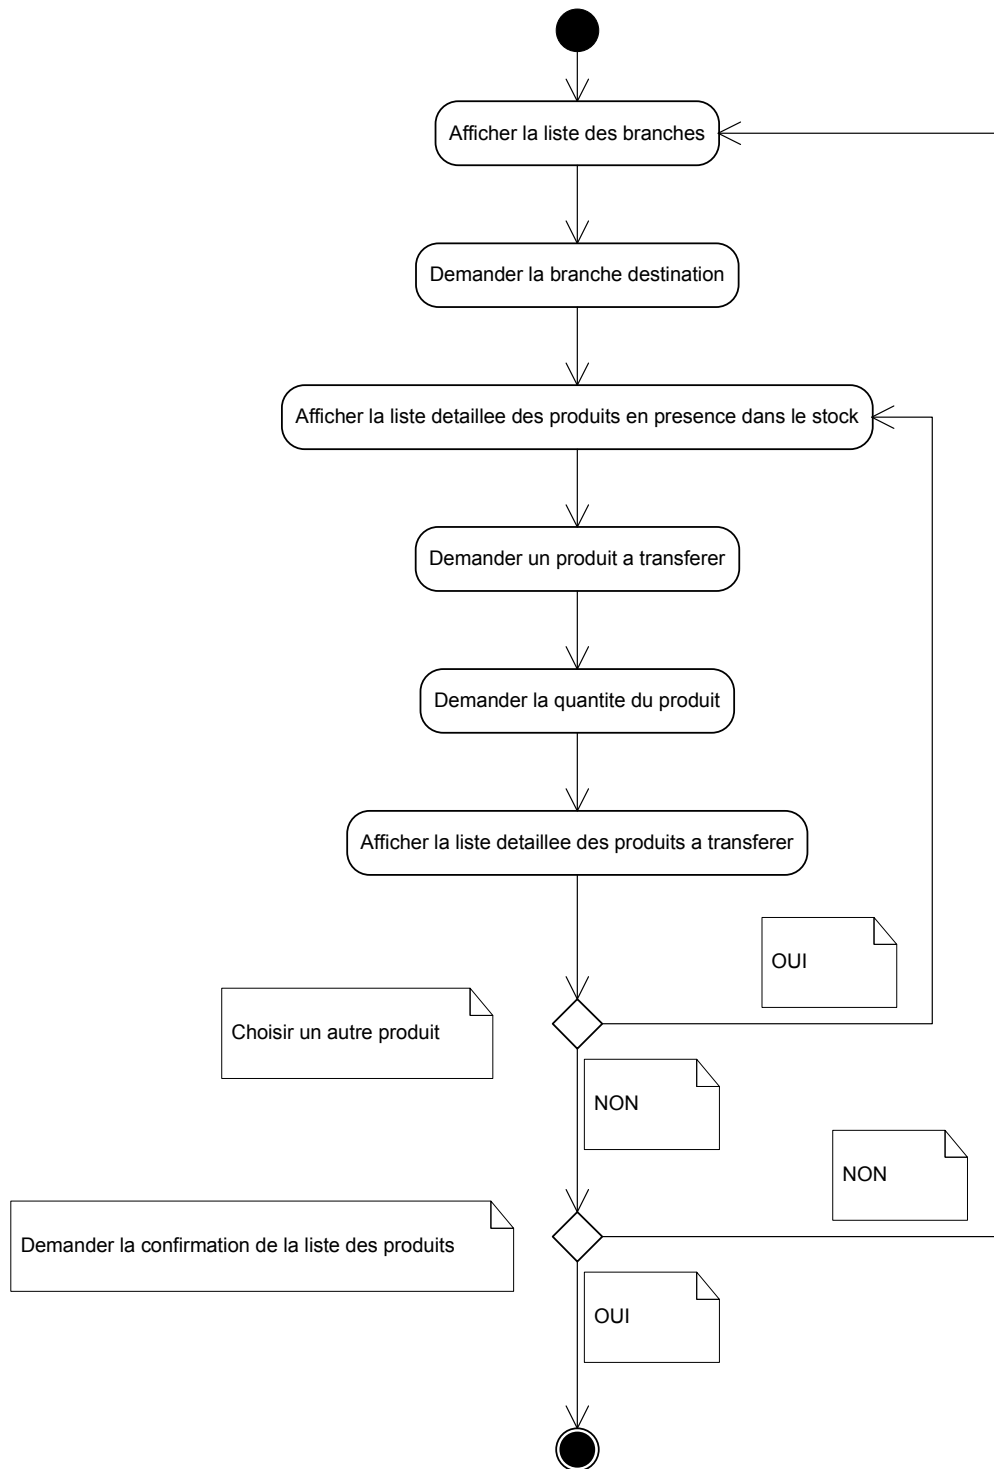 Afficher la liste des branches
Demander la branche destination
Afficher la liste detaillee des produits en presence dans le stock
Demander un produit a transferer
Demander la quantite du produit
Afficher la liste detaillee des produits a transferer
OUI
Choisir un autre produit
NON
NON
Demander la confirmation de la liste des produits
OUI